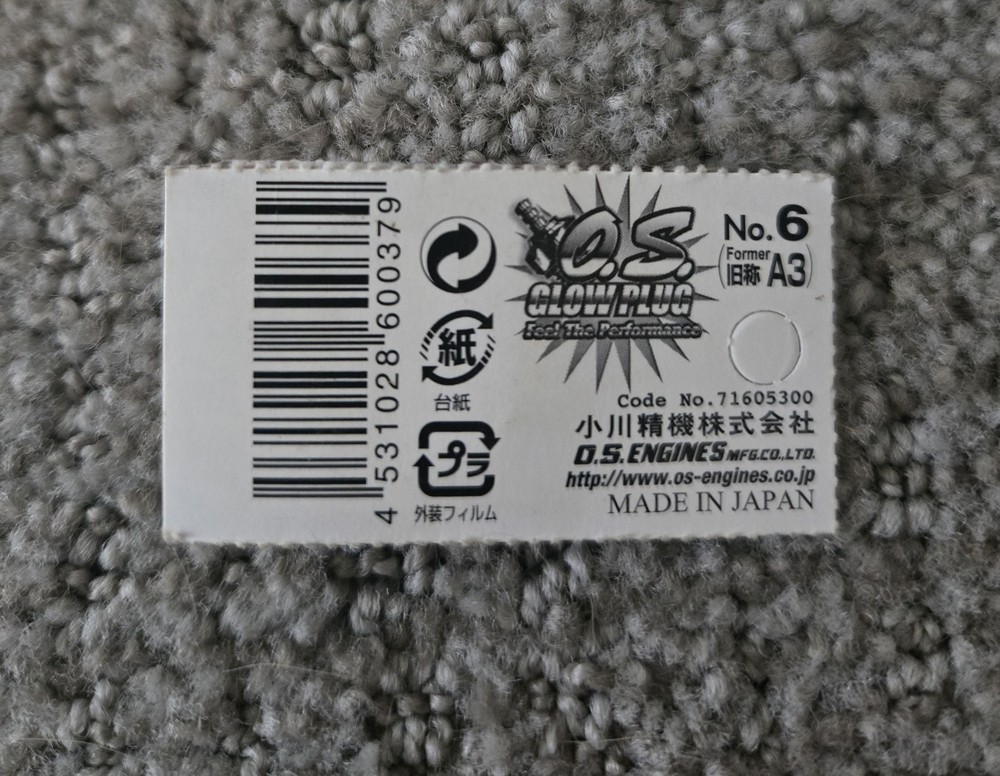 4 531028 600379
紙
台紙
プラ
外装フィルム
O.S.
GLOW PLUG
Feel The Performance
No.6
(Former 旧称 A3)
Code No.71605300
小川精機株式会社
O.S.ENGINES MFG.CO.,LTD.
http://www.os-engines.co.jp
MADE IN JAPAN